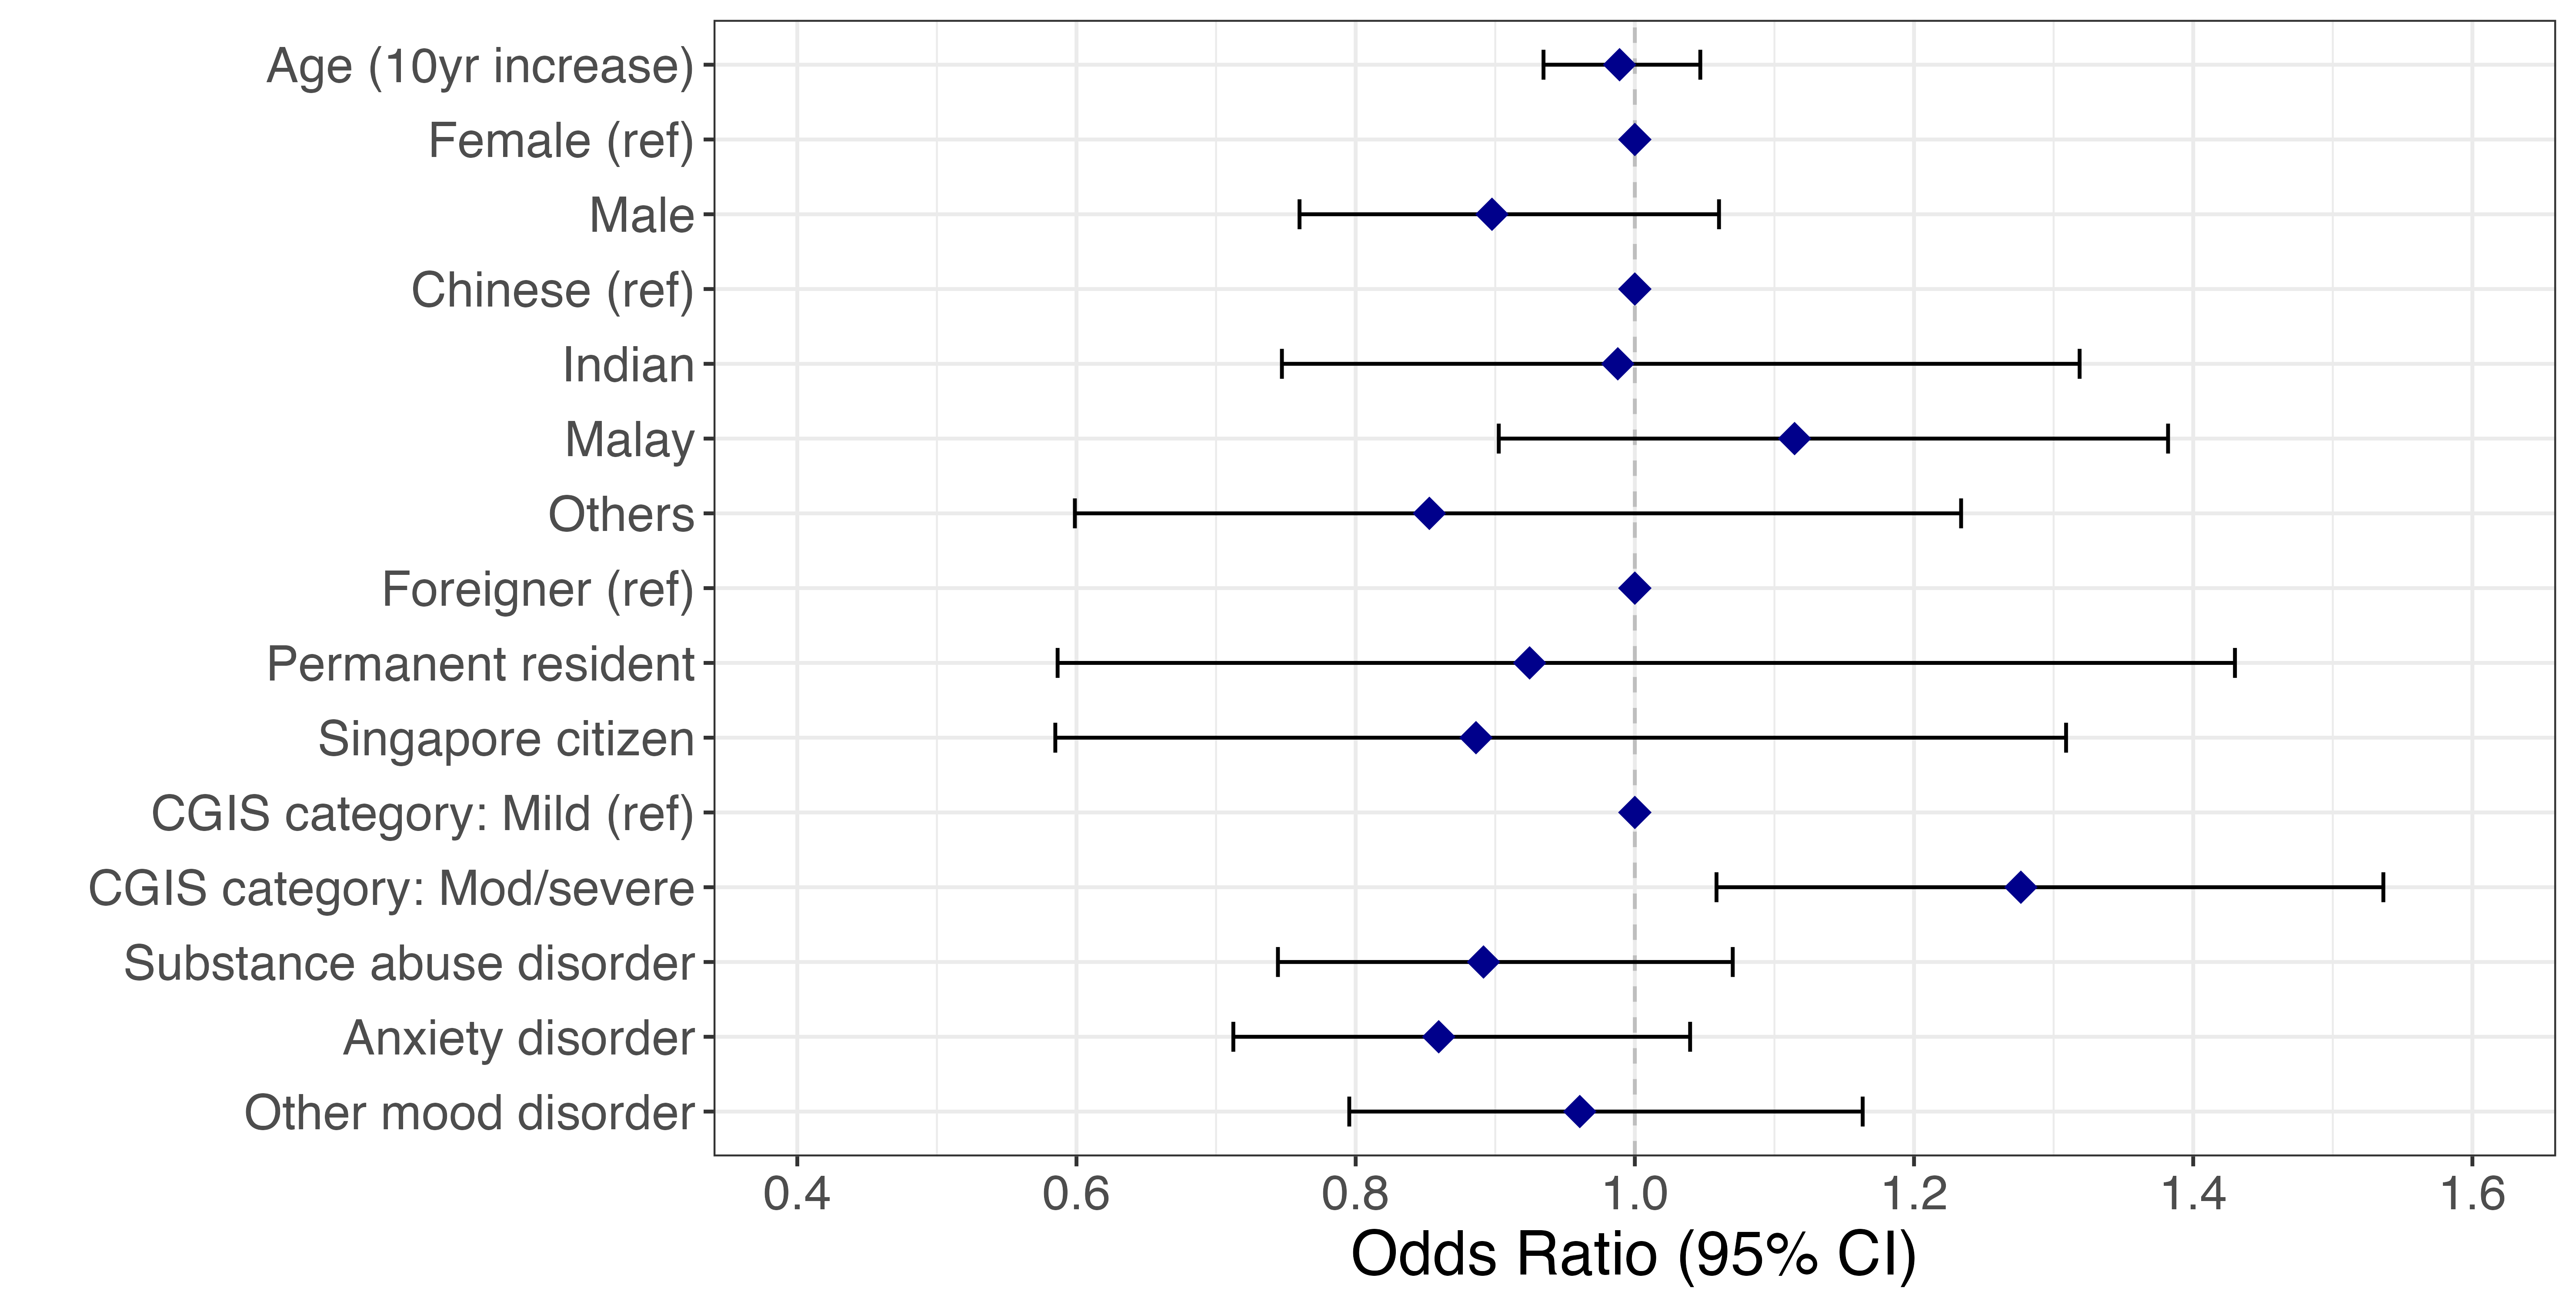 Age (10yr increase)
Female (ref)
Male
Chinese (ref)
Indian
Malay
Others
Foreigner (ref)
Permanent resident
Singapore citizen
CGIS category: Mild (ref)
CGIS category: Mod/severe
Substance abuse disorder
Anxiety disorder
Other mood disorder
0.4 0.6 0.8 1.0 1.2 1.4 1.6
Odds Ratio (95% CI)